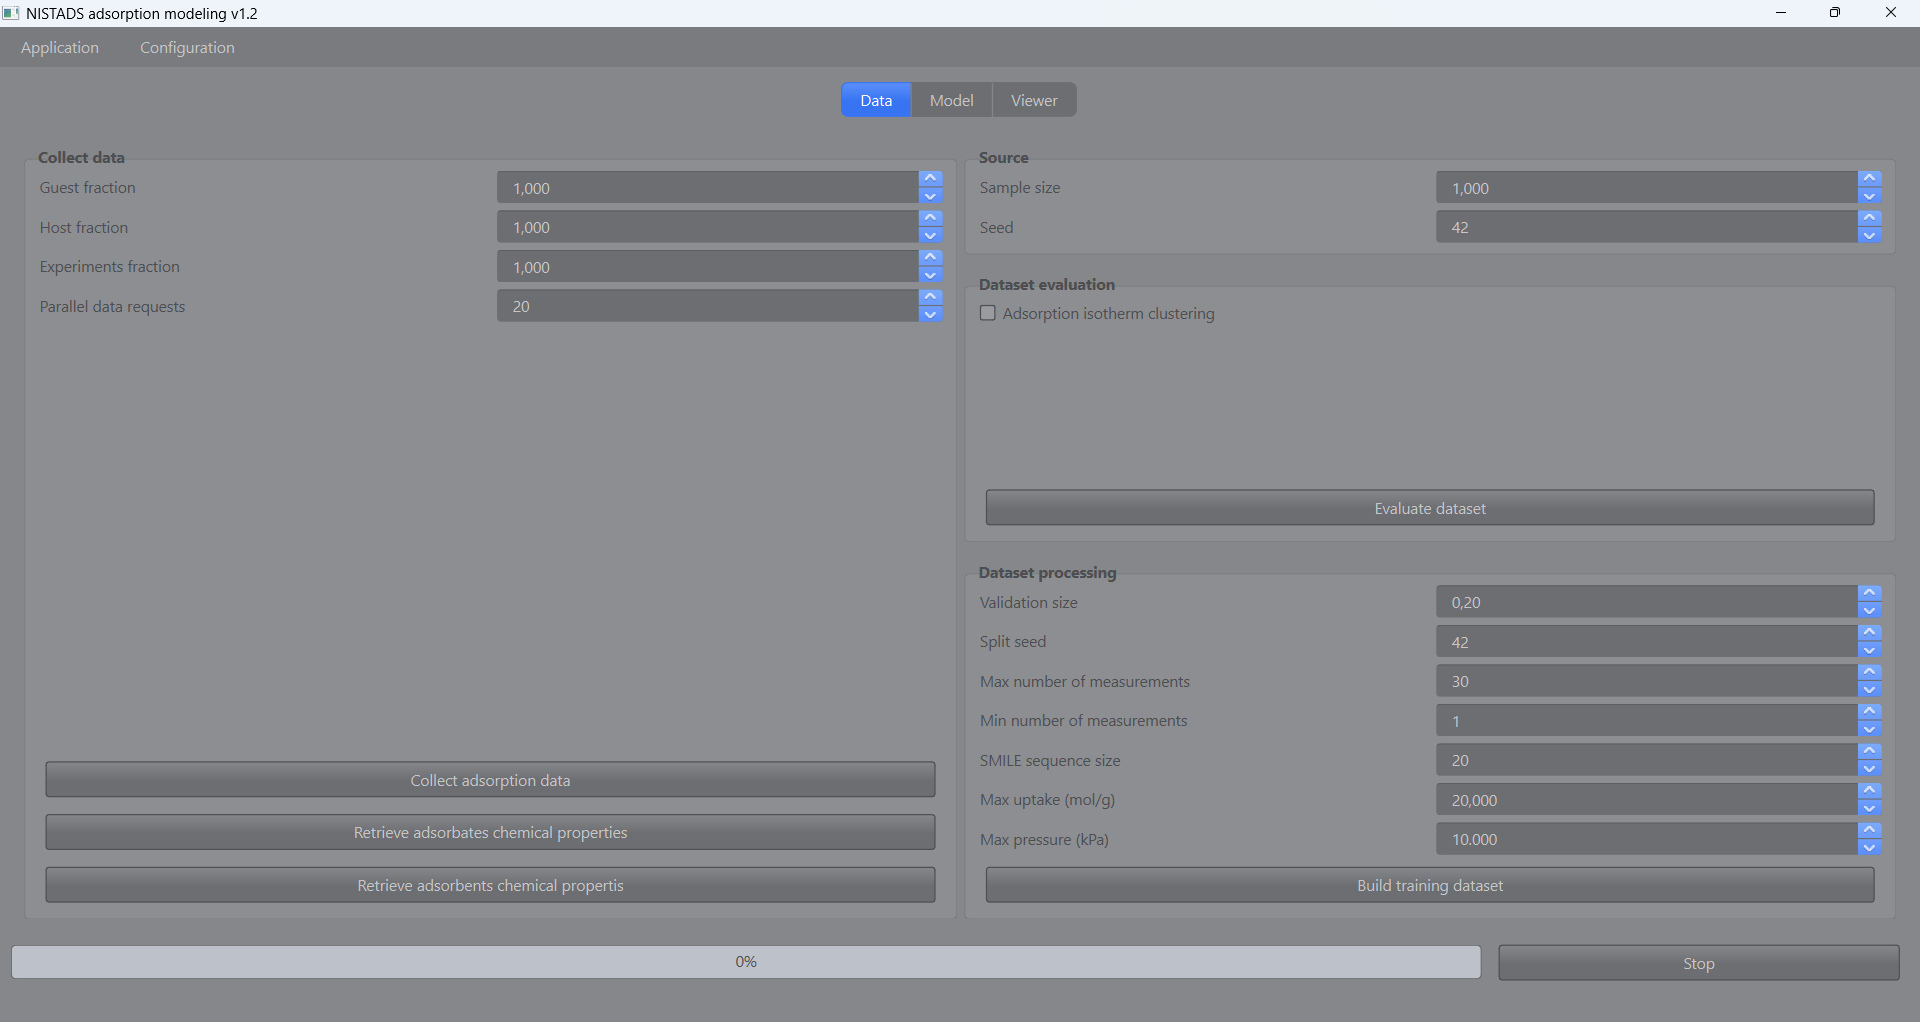 NISTADS adsorption modeling v1.2
Application Configuration
Data Model Viewer
Collect data
Guest fraction 1,000
Host fraction 1,000
Experiments fraction 1,000
Parallel data requests 20
Collect adsorption data
Retrieve adsorbates chemical properties
Retrieve adsorbents chemical propertis
Source
Sample size 1,000
Seed 42
Dataset evaluation
Adsorption isotherm clustering
Evaluate dataset
Dataset processing
Validation size 0,20
Split seed 42
Max number of measurements 30
Min number of measurements 1
SMILE sequence size 20
Max uptake (mol/g) 20,000
Max pressure (kPa) 10.000
Build training dataset
0% Stop